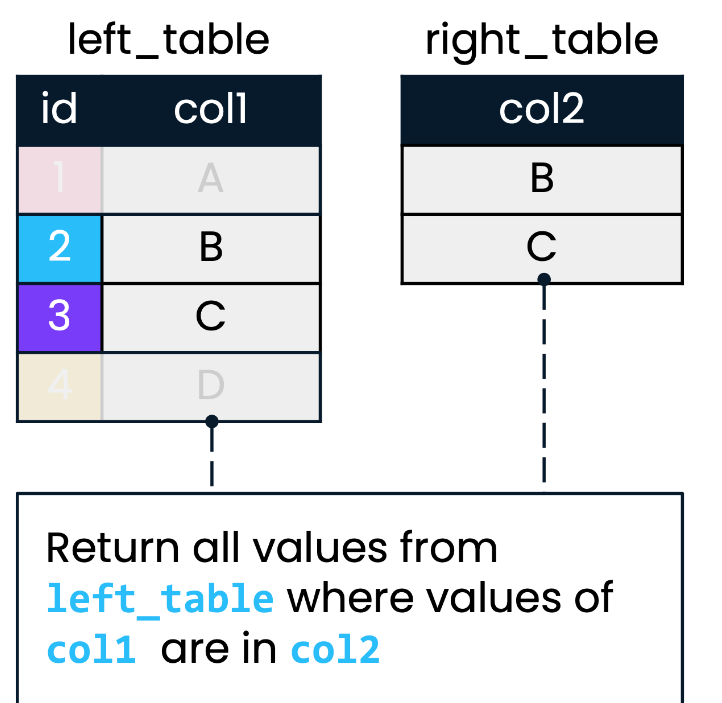 left_table right_table
id col1 col2
1 A B
2 B C
3 C
4 D
Return all values from
left_table where values of
col1 are in col2